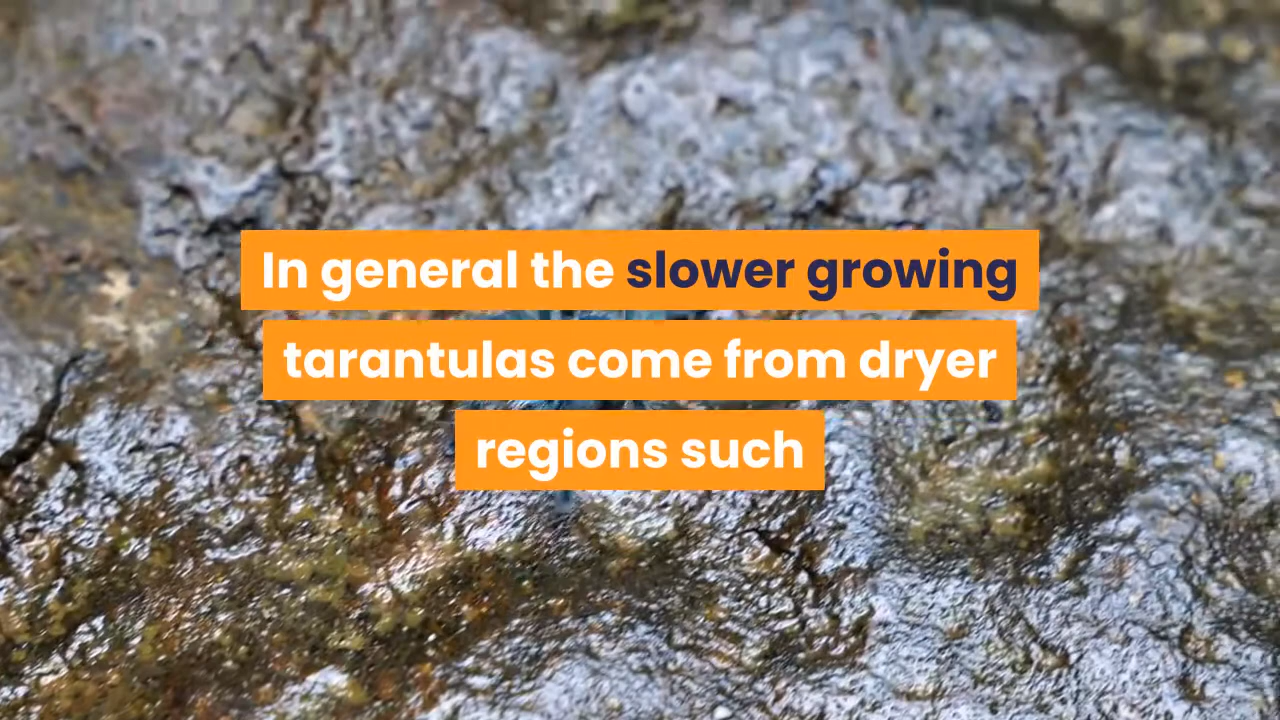 In general the slower growing
tarantulas come from dryer
regions such